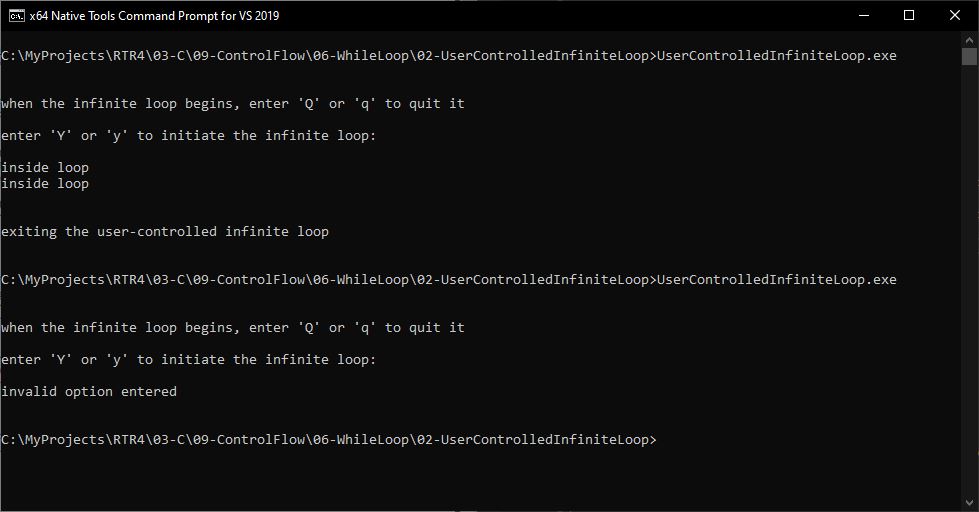 x64 Native Tools Command Prompt for VS 2019
C:\MyProjects\RTR4\03-C\09-ControlFlow\06-WhileLoop\02-UserControlledInfiniteLoop>UserControlledInfiniteLoop.exe
when the infinite loop begins, enter 'Q' or 'q' to quit it
enter 'Y' or 'y' to initiate the infinite loop:
inside loop
inside loop
exiting the user-controlled infinite loop
C:\MyProjects\RTR4\03-C\09-ControlFlow\06-WhileLoop\02-UserControlledInfiniteLoop>UserControlledInfiniteLoop.exe
when the infinite loop begins, enter 'Q' or 'q' to quit it
enter 'Y' or 'y' to initiate the infinite loop:
invalid option entered
C:\MyProjects\RTR4\03-C\09-ControlFlow\06-WhileLoop\02-UserControlledInfiniteLoop>